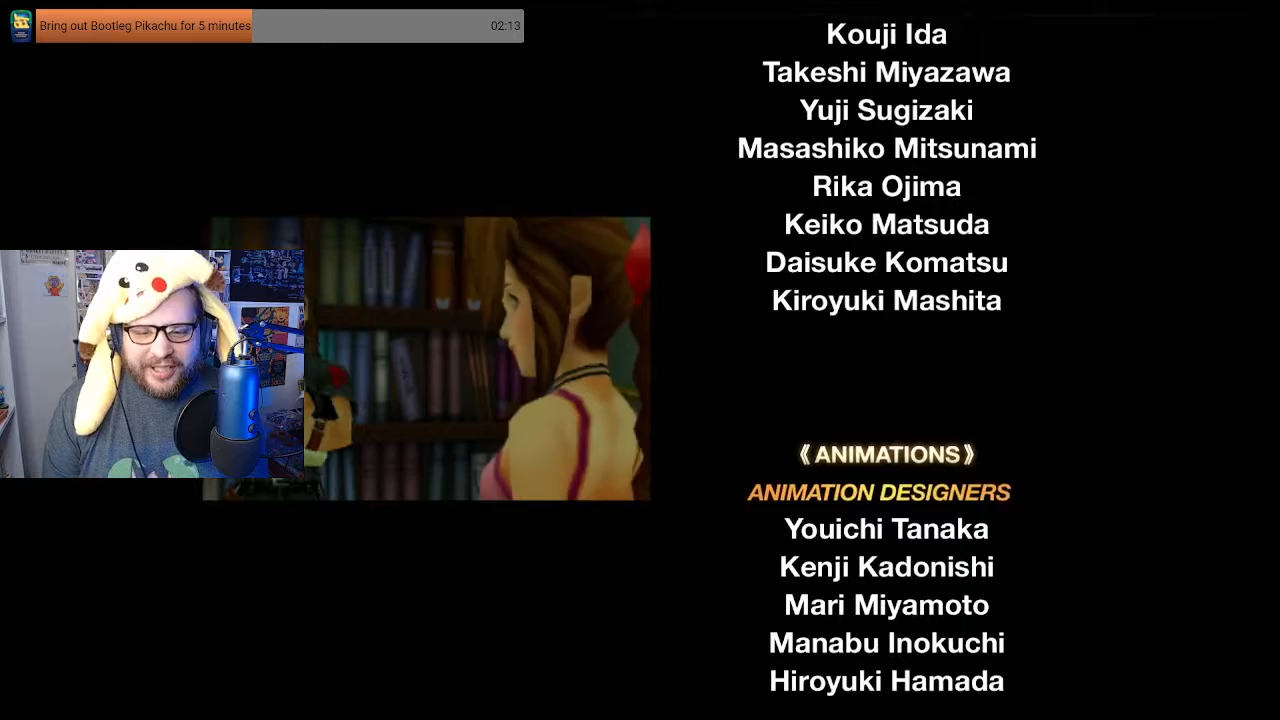 Bring out Bootleg Pikachu for 5 minutes
02:13
Kouji Ida
Takeshi Miyazawa
Yuji Sugizaki
Masashiko Mitsunami
Rika Ojima
Keiko Matsuda
Daisuke Komatsu
Kiroyuki Mashita
《ANIMATIONS》
ANIMATION DESIGNERS
Youichi Tanaka
Kenji Kadonishi
Mari Miyamoto
Manabu Inokuchi
Hiroyuki Hamada